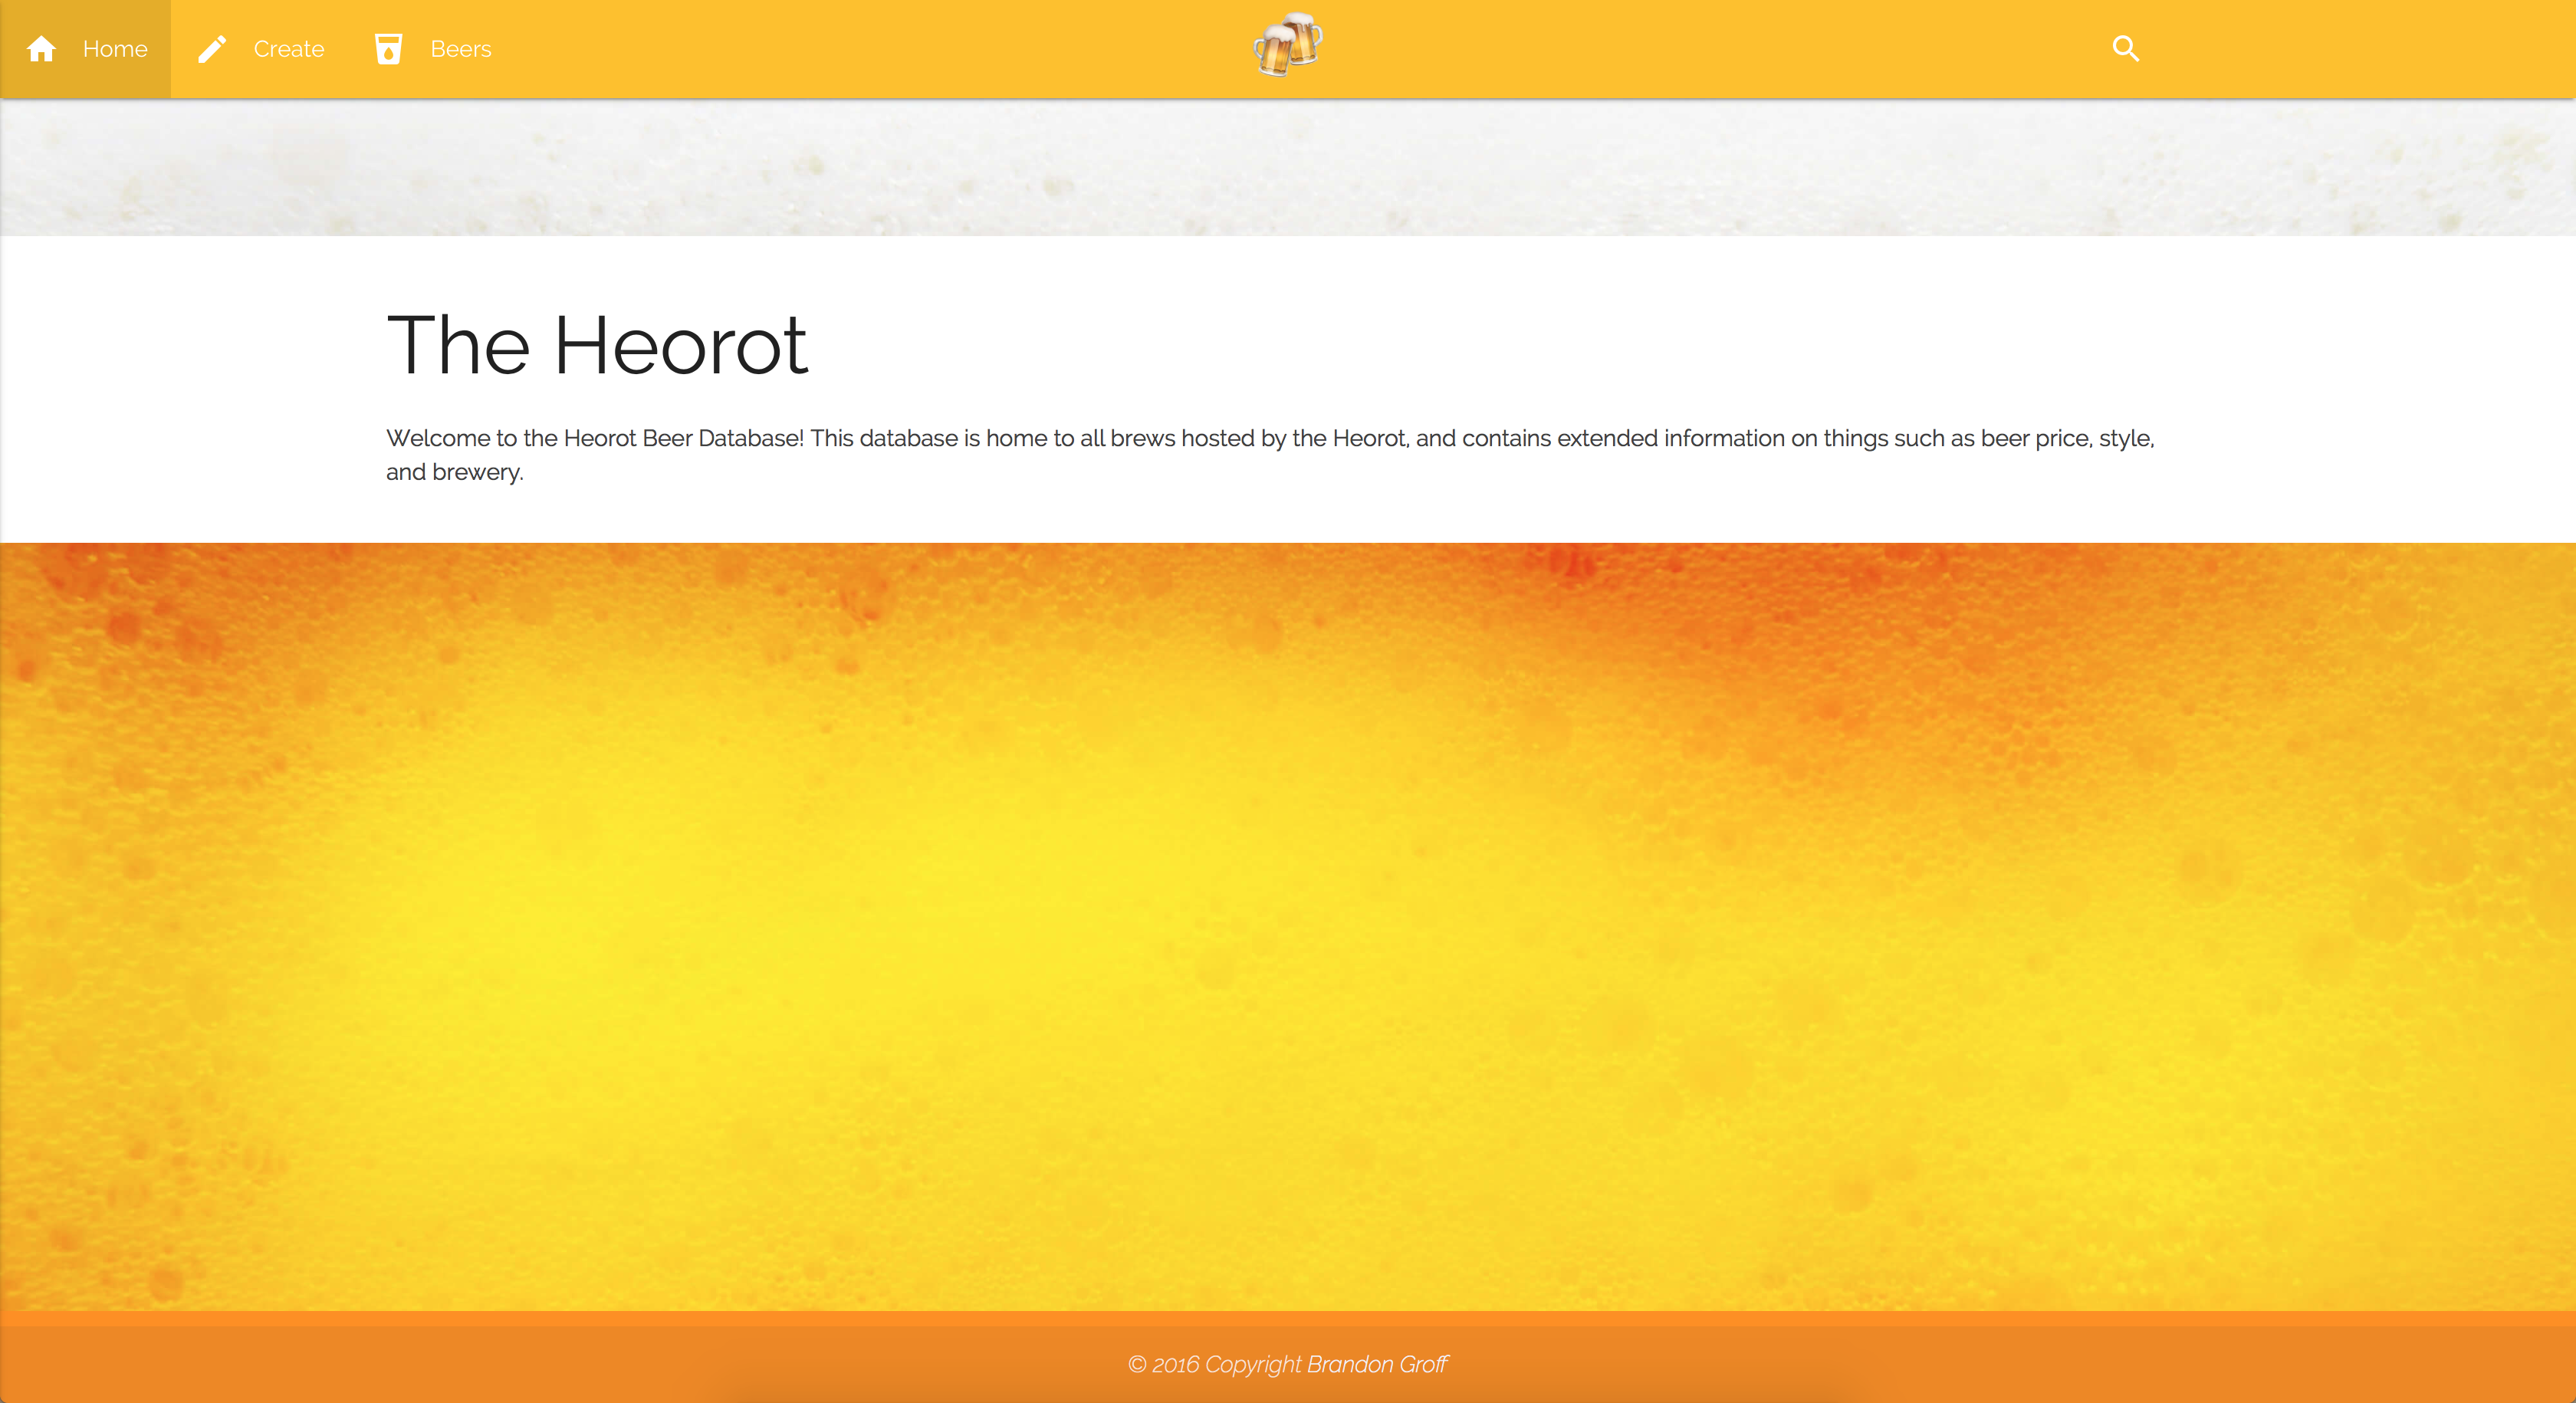 Home
Create
Beers
The Heorot
Welcome to the Heorot Beer Database! This database is home to all brews hosted by the Heorot, and contains extended information on things such as beer price, style,
and brewery.
© 2016 Copyright Brandon Groff